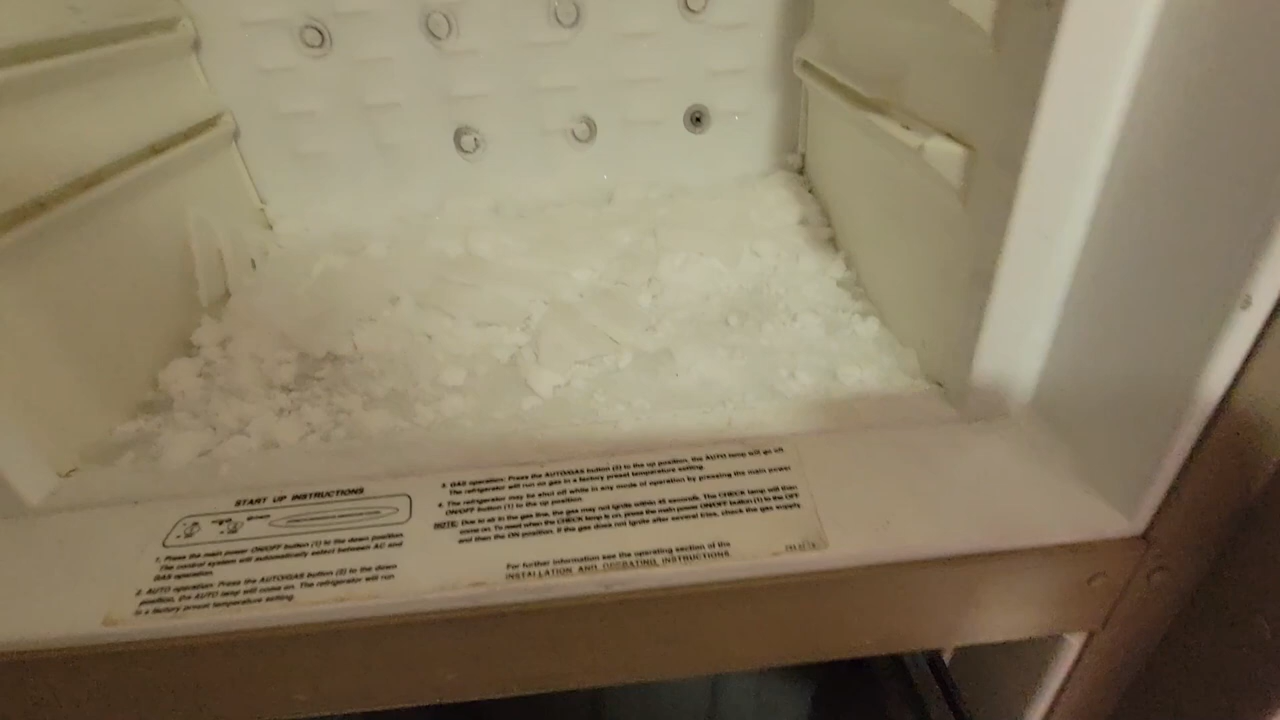 START UP INSTRUCTIONS
1. Press the main power ON/OFF button (1) to the down position.
The control system will automatically select between AC and
GAS operation.
2. AUTO operation: Press the AUTO/GAS button (2) to the down
position, the AUTO lamp will come on. The refrigerator will run
in a factory preset temperature setting.
3. GAS operation: Press the AUTO/GAS button (2) to the up position, the AUTO lamp will go off.
The refrigerator will run on gas in a factory preset temperature setting.
4. The refrigerator may be shut off while in any mode of operation by pressing the main power
ON/OFF button (1) to the up position.
NOTE: Due to air in the gas line, the gas may not ignite within 45 seconds. The CHECK lamp will then
come on. To reset when the CHECK lamp is on, press the main power ON/OFF button (1) to the OFF
and then the ON position. If the gas does not ignite after several tries, check the gas supply.
For further information see the operating section of the
INSTALLATION AND OPERATING INSTRUCTIONS.